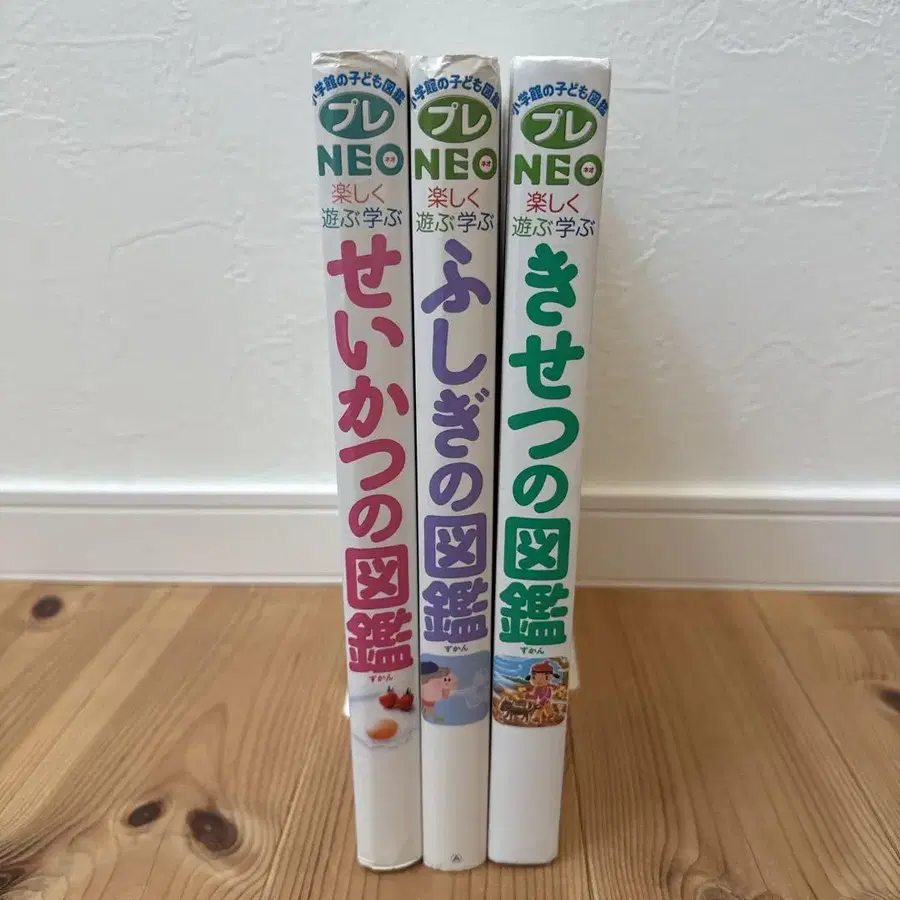 小学館の子ども図鑑
プレ
NEO
ネオ
楽しく
遊ぶ学ぶ
せいかつの図鑑
ずかん
小学館の子ども図鑑
プレ
NEO
ネオ
楽しく
遊ぶ学ぶ
ふしぎの図鑑
ずかん
A
小学館の子ども図鑑
プレ
NEO
ネオ
楽しく
遊ぶ学ぶ
きせつの図鑑
ずかん